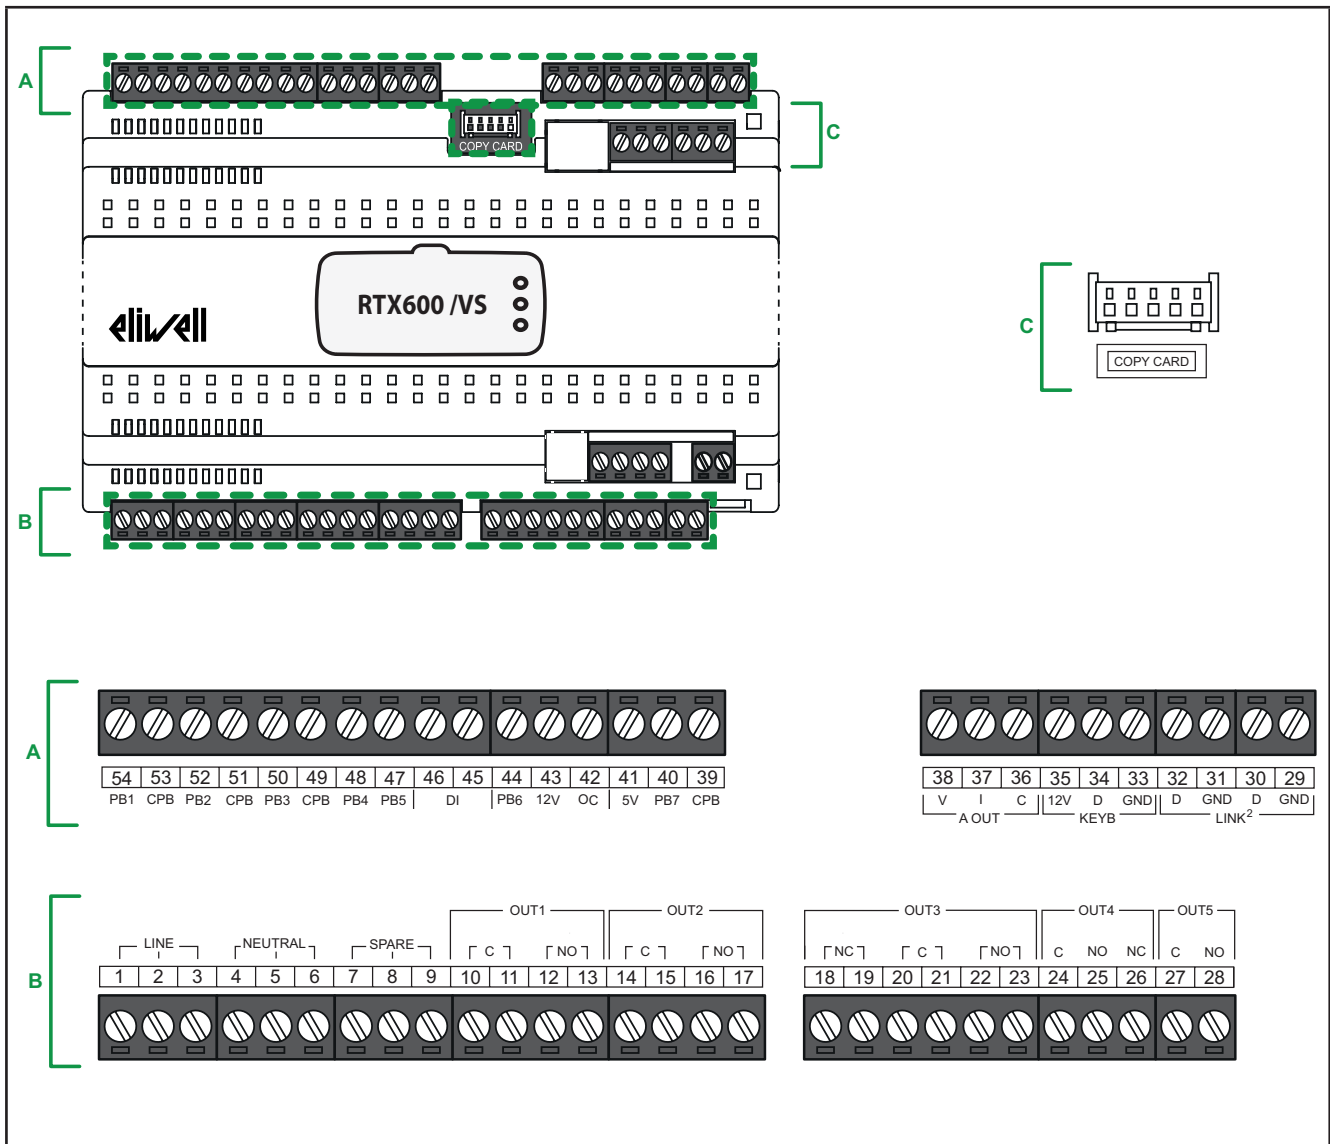 A
C
COPY CARD
eliwell
RTX600 /VS
C
COPY CARD
B
A
54 53 52 51 50 49 48 47 46 45 44 43 42 41 40 39
PB1 CPB PB2 CPB PB3 CPB PB4 PB5 DI PB6 12V OC 5V PB7 CPB
38 37 36 35 34 33 32 31 30 29
V I C 12V D GND D GND D GND
A OUT KEYB LINK2
B
OUT1 OUT2 OUT3 OUT4 OUT5
LINE NEUTRAL SPARE C NO C NO NC C NO C NO NC C NO
1 2 3 4 5 6 7 8 9 10 11 12 13 14 15 16 17 18 19 20 21 22 23 24 25 26 27 28